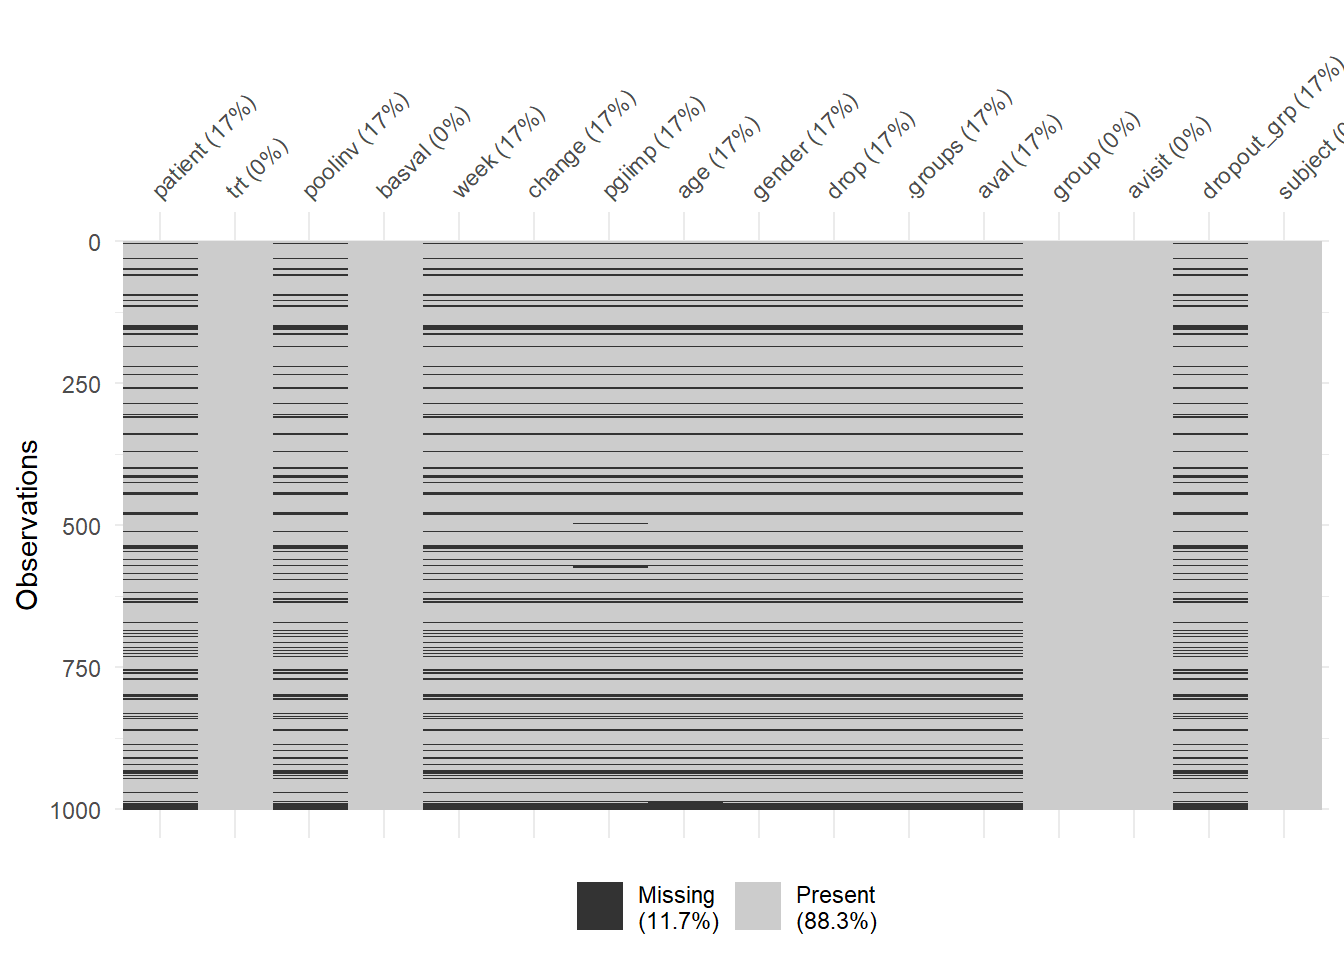 patient (17%)
trt (0%)
poolinv (17%)
basval (0%)
week (17%)
change (17%)
pgiimp (17%)
age (17%)
gender (17%)
drop (17%)
.groups (17%)
aval (17%)
group (0%)
avisit (0%)
dropout_grp (17%)
subject (0
0
250
500
750
1000
Observations
Missing
(11.7%)
Present
(88.3%)